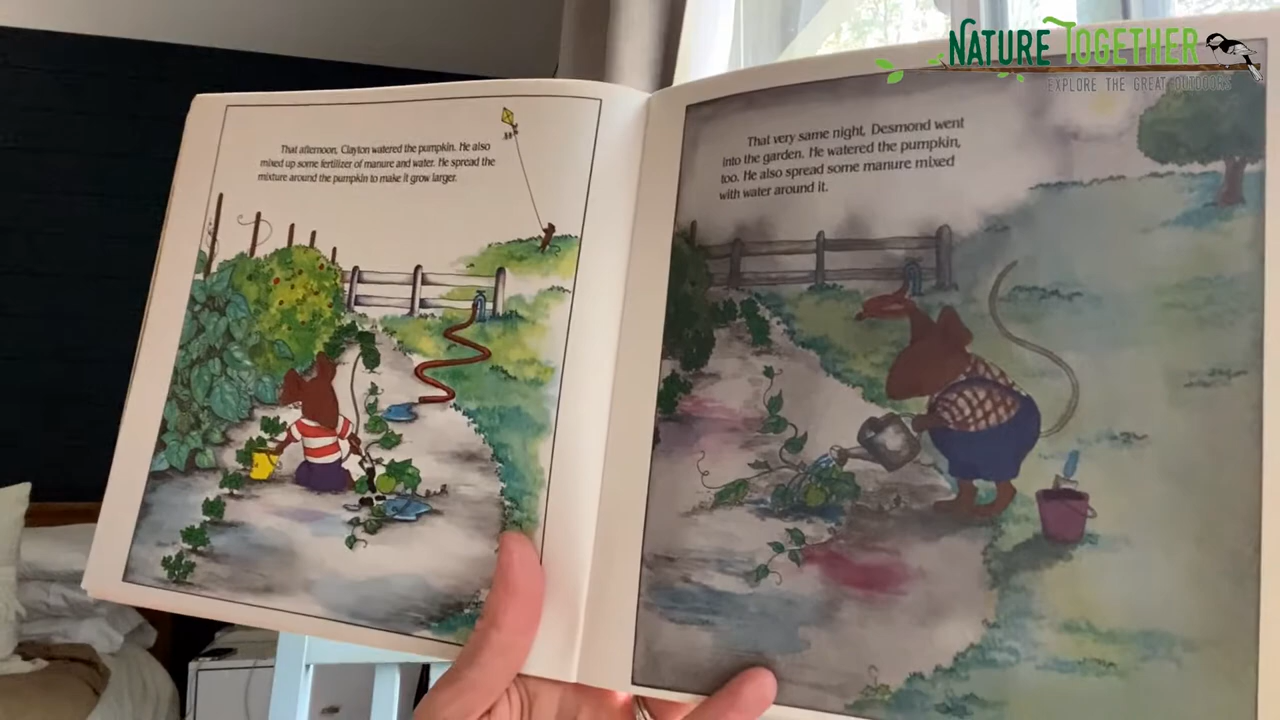 NATURE TOGETHER
EXPLORE THE GREAT OUTDOORS
That afternoon, Clayton watered the pumpkin. He also
mixed up some fertilizer of manure and water. He spread the
mixture around the pumpkin to make it grow larger.
That very same night, Desmond went
into the garden. He watered the pumpkin,
too. He also spread some manure mixed
with water around it.